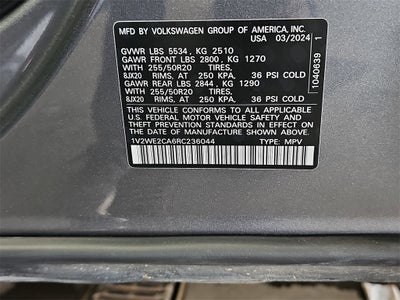 MFD BY VOLKSWAGEN GROUP OF AMERICA, INC.
USA 03/2024
GVWR LBS 5534 , KG 2510
GAWR FRONT LBS 2800 , KG 1270
WITH 255/50R20 TIRES,
8JX20 RIMS, AT 250 KPA, 36 PSI COLD
GAWR REAR LBS 2844 , KG 1290
WITH 255/50R20 TIRES,
8JX20 RIMS, AT 250 KPA, 36 PSI COLD
THIS VEHICLE CONFORMS TO ALL APPLICABLE
U.S. FEDERAL MOTOR VEHICLE SAFETY AND
THEFT PREVENTION STANDARDS IN EFFECT ON
THE DATE OF MANUFACTURE SHOWN ABOVE.
1V2WE2CA6RC236044 TYPE: MPV
1040639 1